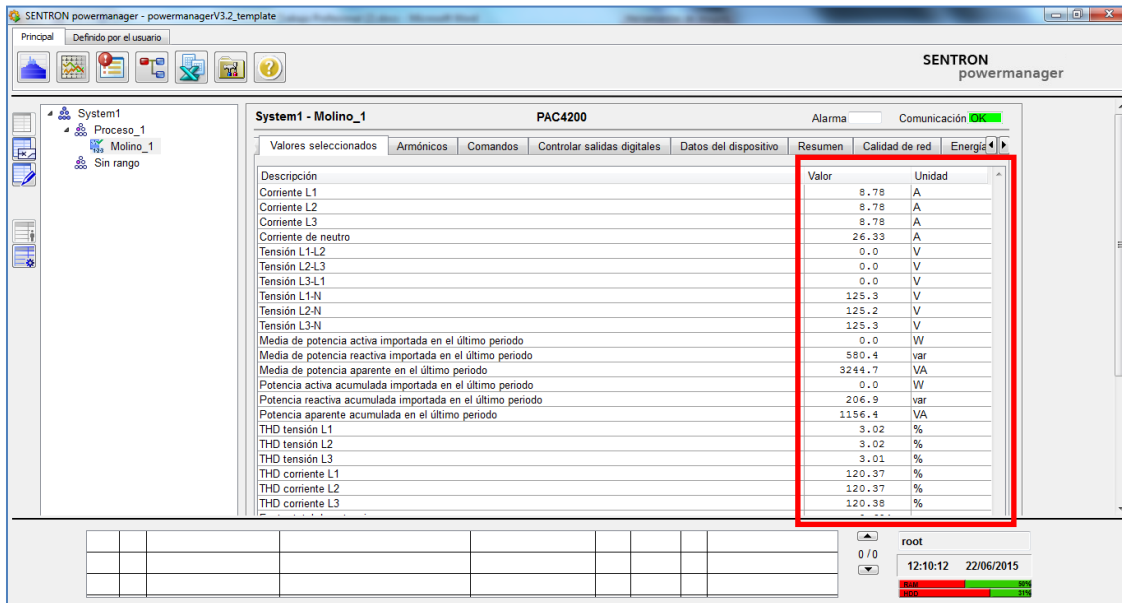 SENTRON powermanager - powermanagerV3.2_template
Principal Definido por el usuario
SENTRON
powermanager
System1
Proceso_1
Molino_1
Sin rango
System1 - Molino_1 PAC4200 Alarma Comunicación OK
Valores seleccionados Armónicos Comandos Controlar salidas digitales Datos del dispositivo Resumen Calidad de red Energía
Descripción Valor Unidad
Corriente L1 8.78 A
Corriente L2 8.78 A
Corriente L3 8.78 A
Corriente de neutro 26.33 A
Tensión L1-L2 0.0 V
Tensión L2-L3 0.0 V
Tensión L3-L1 0.0 V
Tensión L1-N 125.3 V
Tensión L2-N 125.2 V
Tensión L3-N 125.3 V
Media de potencia activa importada en el último periodo 0.0 W
Media de potencia reactiva importada en el último periodo 580.4 var
Media de potencia aparente en el último periodo 3244.7 VA
Potencia activa acumulada importada en el último periodo 0.0 W
Potencia reactiva acumulada importada en el último periodo 206.9 var
Potencia aparente acumulada en el último periodo 1156.4 VA
THD tensión L1 3.02 %
THD tensión L2 3.02 %
THD tensión L3 3.01 %
THD corriente L1 120.37 %
THD corriente L2 120.37 %
THD corriente L3 120.38 %
0 / 0
root
12:10:12 22/06/2015
RAM 50%
HDD 31%